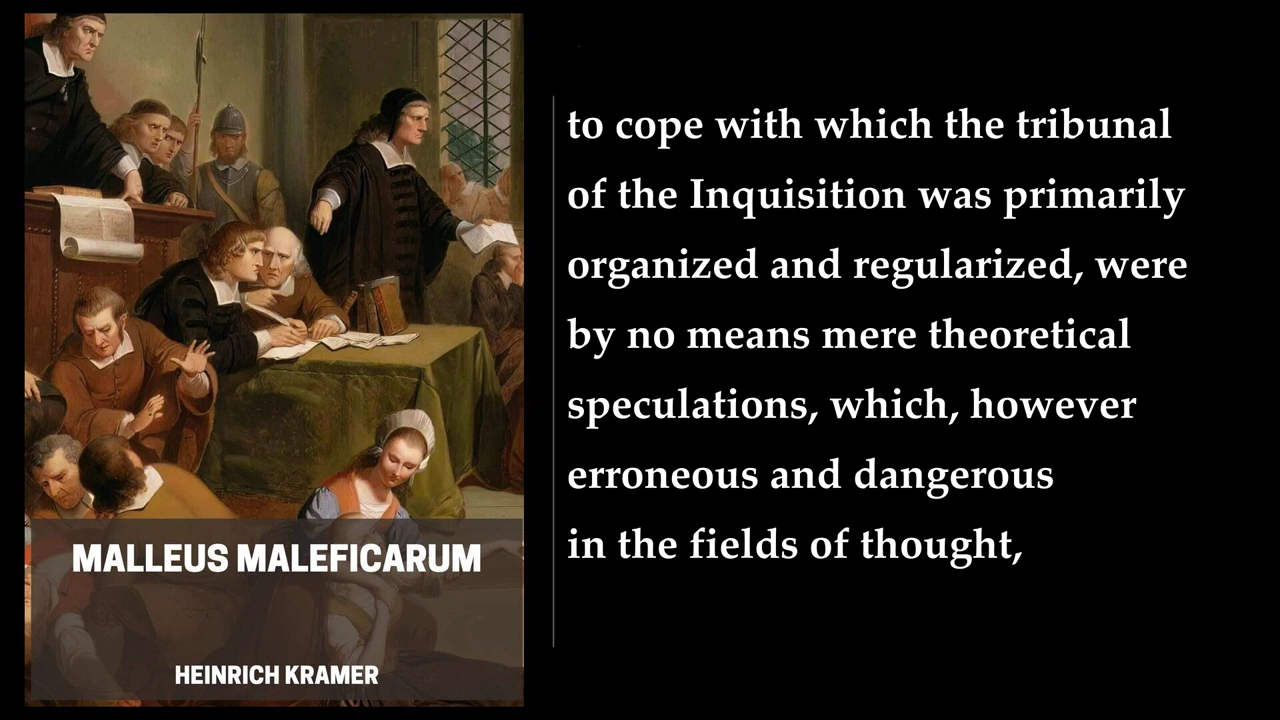 MALLEUS MALEFICARUM
HEINRICH KRAMER
to cope with which the tribunal
of the Inquisition was primarily
organized and regularized, were
by no means mere theoretical
speculations, which, however
erroneous and dangerous
in the fields of thought,